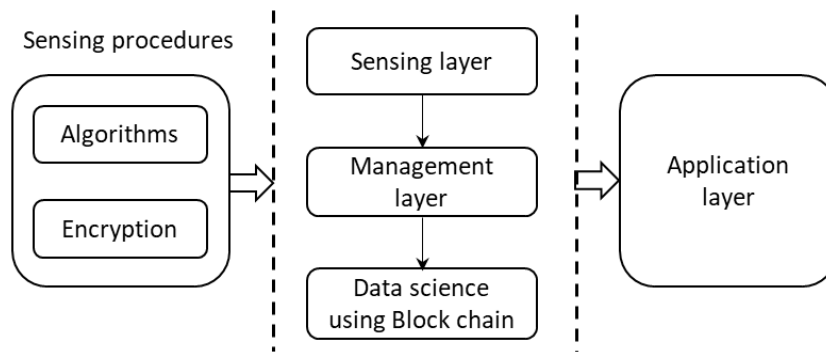 Sensing procedures
Algorithms
Encryption
Sensing layer
Management
layer
Data science
using Block chain
Application
layer